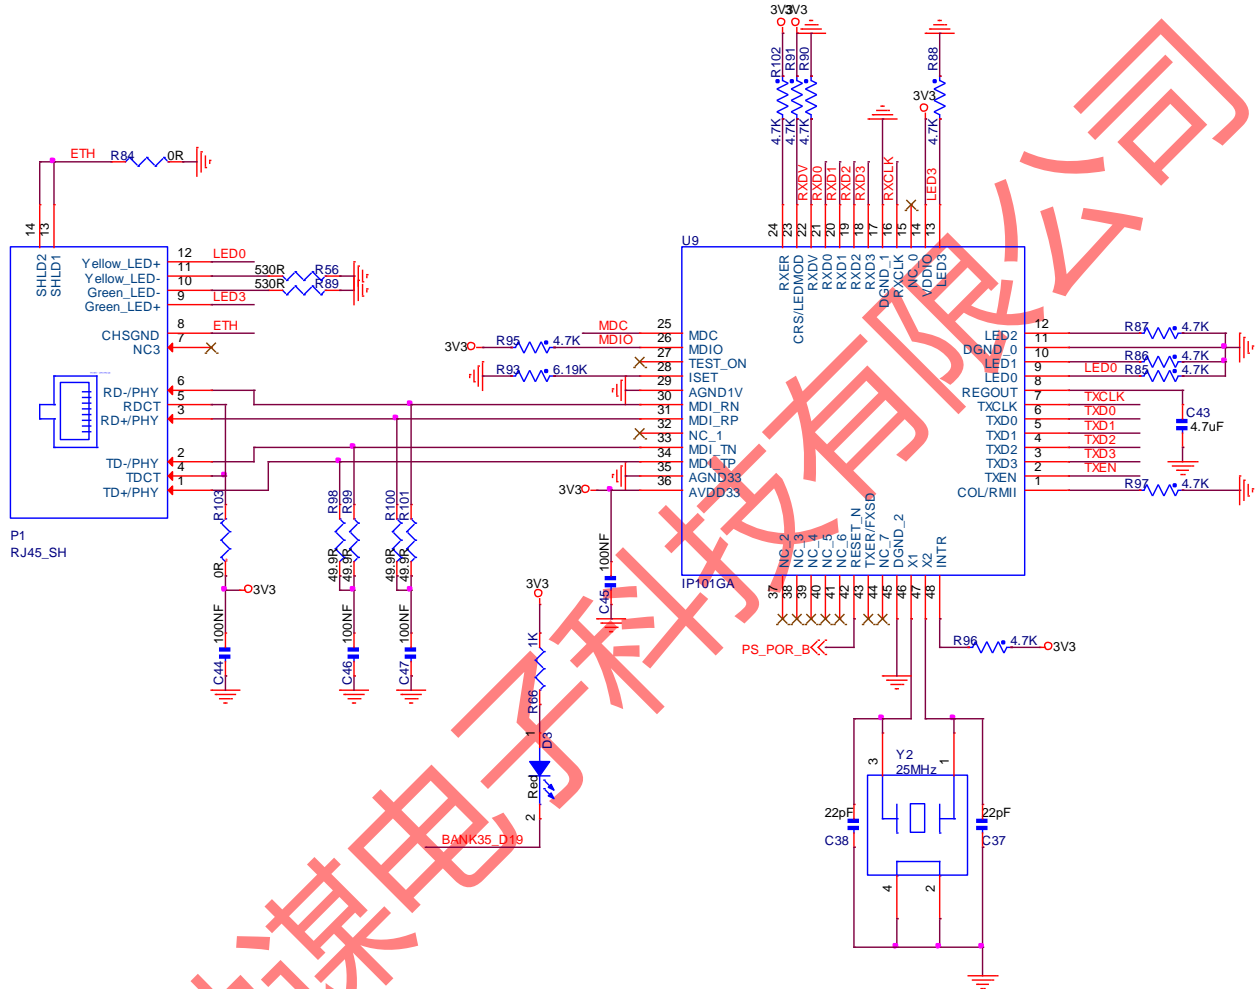 3V3
3V3
R102
R91
R90
R88
4.7K
4.7K
4.7K
4.7K
3V3
RXDV
RXD0
RXD1
RXD2
RXD3
RXCLK
LED3
24
23
22
21
20
19
18
17
16
15
14
13
RXER
CRS/LEDMOD
RXDV
RXD0
RXD1
RXD2
RXD3
DGND_1
RXCLK
NC_0
VDDIO
LED3
ETH
R84
0R
14
13
SHLD2
SHLD1
Yellow_LED+
Yellow_LED-
Green_LED-
Green_LED+
CHSGND
NC3
RD-/PHY
RDCT
RD+/PHY
TD-/PHY
TDCT
TD+/PHY
12
11
10
9
8
7
6
5
3
2
4
1
LED0
530R
R56
530R
R89
LED3
ETH
P1
RJ45_SH
R103
0R
3V3
100NF
C44
R98
R99
49.9R
49.9R
100NF
C46
R100
R101
49.9R
49.9R
100NF
C47
U9
IP101GA
MDC
MDIO
3V3
R95
4.7K
R93
6.19K
25
26
27
28
29
30
31
32
33
34
35
36
MDC
MDIO
TEST_ON
ISET
AGND1V
MDI_RN
MDI_RP
NC_1
MDI_TN
MDI_TP
AGND33
AVDD33
3V3
100NF
C45
LED2
DGND_0
LED1
LED0
REGOUT
TXCLK
TXD0
TXD1
TXD2
TXD3
TXEN
COL/RMII
12
11
10
9
8
7
6
5
4
3
2
1
R87
4.7K
R86
4.7K
LED0
R85
4.7K
TXCLK
TXD0
TXD1
TXD2
TXD3
TXEN
R97
4.7K
C43
4.7uF
NC_2
NC_3
NC_4
NC_5
NC_6
RESET_N
TXER/FXSD
NC_7
DGND_2
X1
X2
INTR
37
38
39
40
41
42
43
44
45
46
47
48
PS_POR_B
R96
4.7K
3V3
3V3
1K
R66
1
D3
Red
2
BANK35_D19
Y2
25MHz
3
1
4
2
22pF
C38
22pF
C37
谋电子科技有限公司